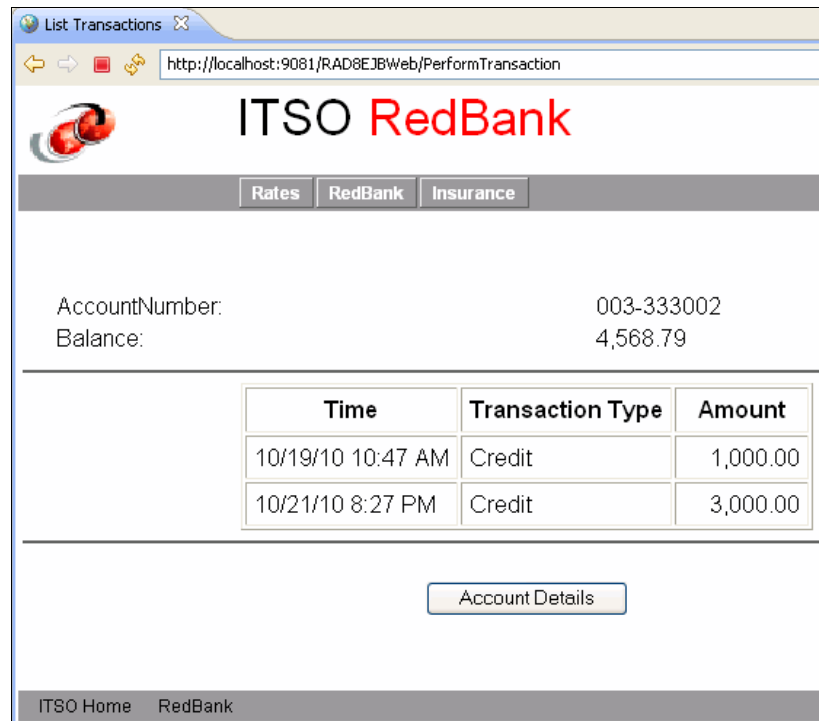 List Transactions
http://localhost:9081/RAD8EJBWeb/PerformTransaction
ITSO RedBank
Rates RedBank Insurance
AccountNumber: 003-333002
Balance: 4,568.79
Time Transaction Type Amount
10/19/10 10:47 AM Credit 1,000.00
10/21/10 8:27 PM Credit 3,000.00
Account Details
ITSO Home RedBank